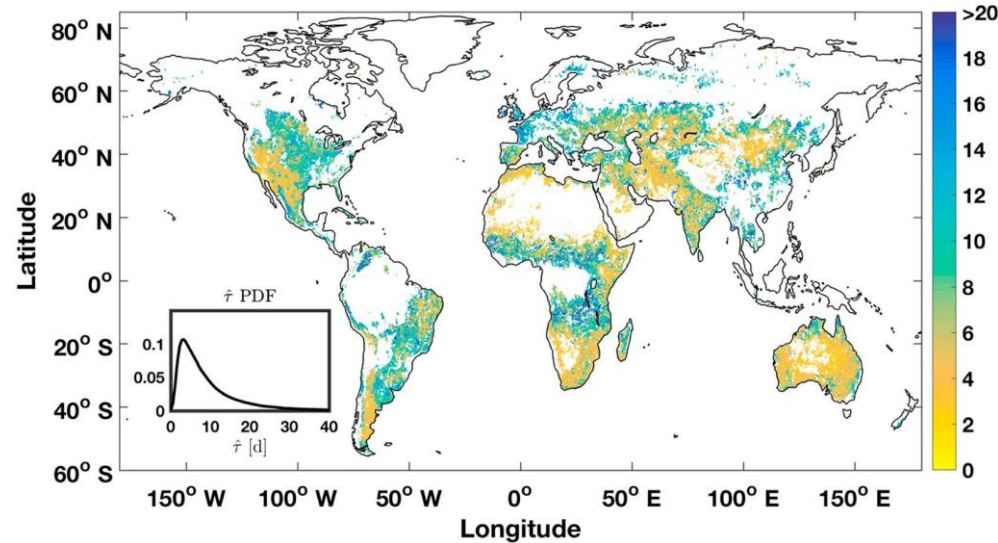 80° N
60° N
40° N
20° N
0°
20° S
40° S
60° S
Latitude
150° W 100° W 50° W 0° 50° E 100° E 150° E
Longitude
τ̂ PDF
0.1
0.05
0
0 10 20 30 40
τ̂ [d]
>20
18
16
14
12
10
8
6
4
2
0